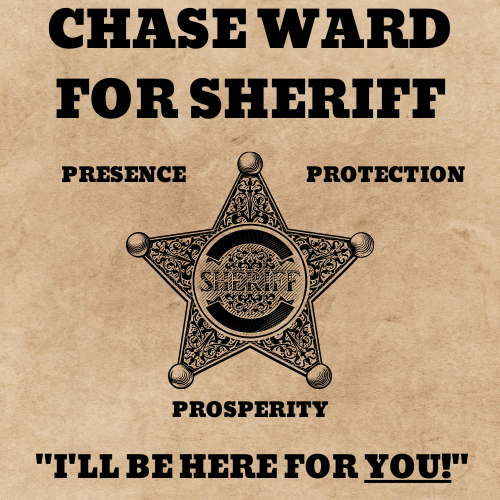 CHASE WARD
FOR SHERIFF
PRESENCE
PROTECTION
SHERIFF
PROSPERITY
"I'LL BE HERE FOR YOU!"